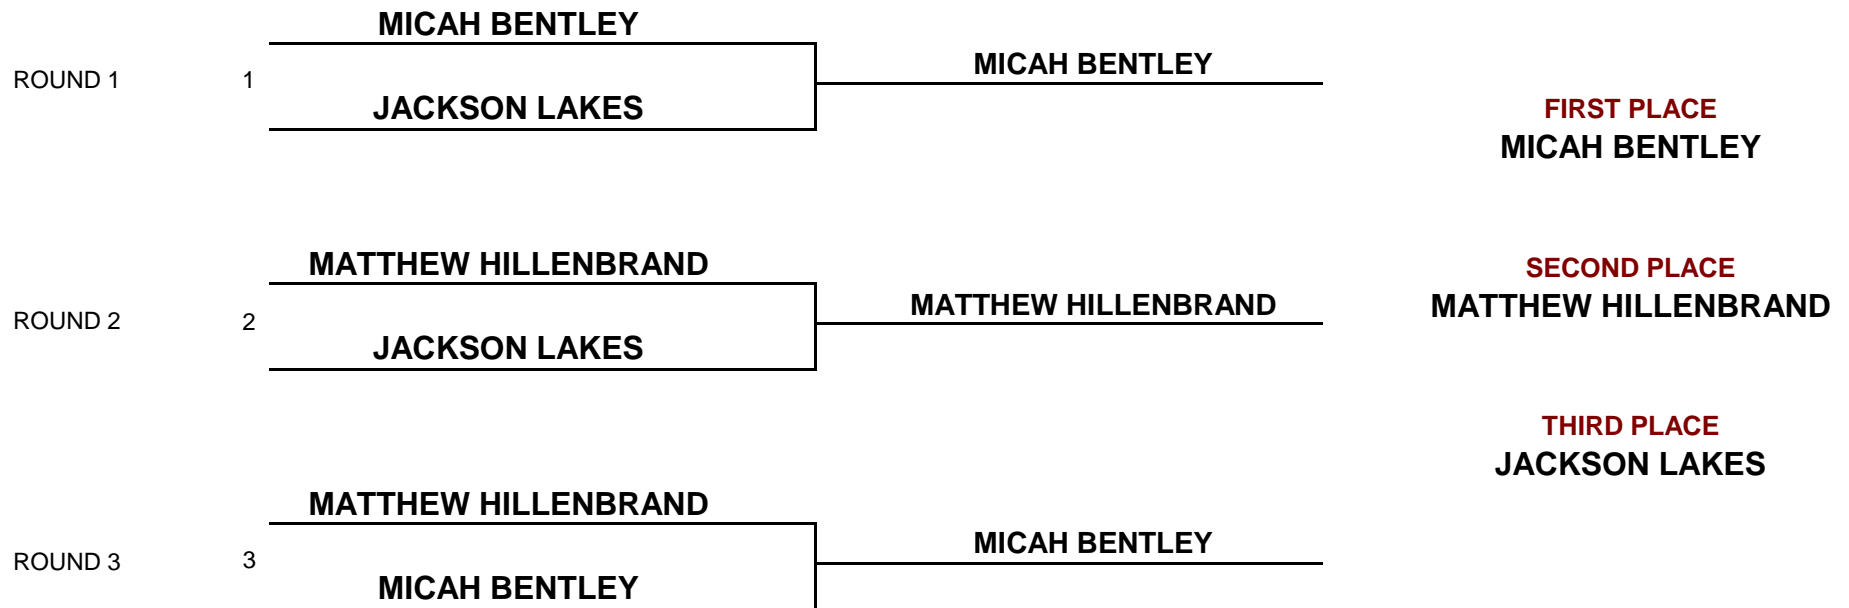 MICAH BENTLEY
ROUND 1 1 MICAH BENTLEY
JACKSON LAKES
FIRST PLACE
MICAH BENTLEY
MATTHEW HILLENBRAND
ROUND 2 2 MATTHEW HILLENBRAND
JACKSON LAKES
SECOND PLACE
MATTHEW HILLENBRAND
THIRD PLACE
JACKSON LAKES
MATTHEW HILLENBRAND
ROUND 3 3 MICAH BENTLEY
MICAH BENTLEY